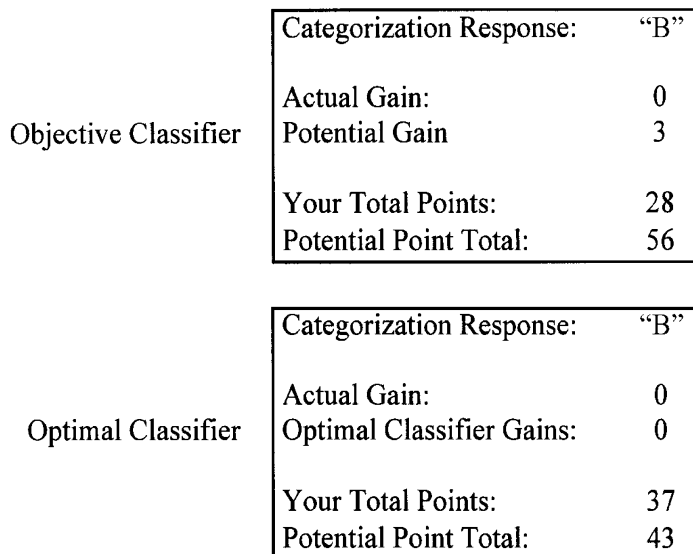 Categorization Response: “B”
Actual Gain: 0
Objective Classifier Potential Gain 3
Your Total Points: 28
Potential Point Total: 56
Categorization Response: “B”
Actual Gain: 0
Optimal Classifier Optimal Classifier Gains: 0
Your Total Points: 37
Potential Point Total: 43